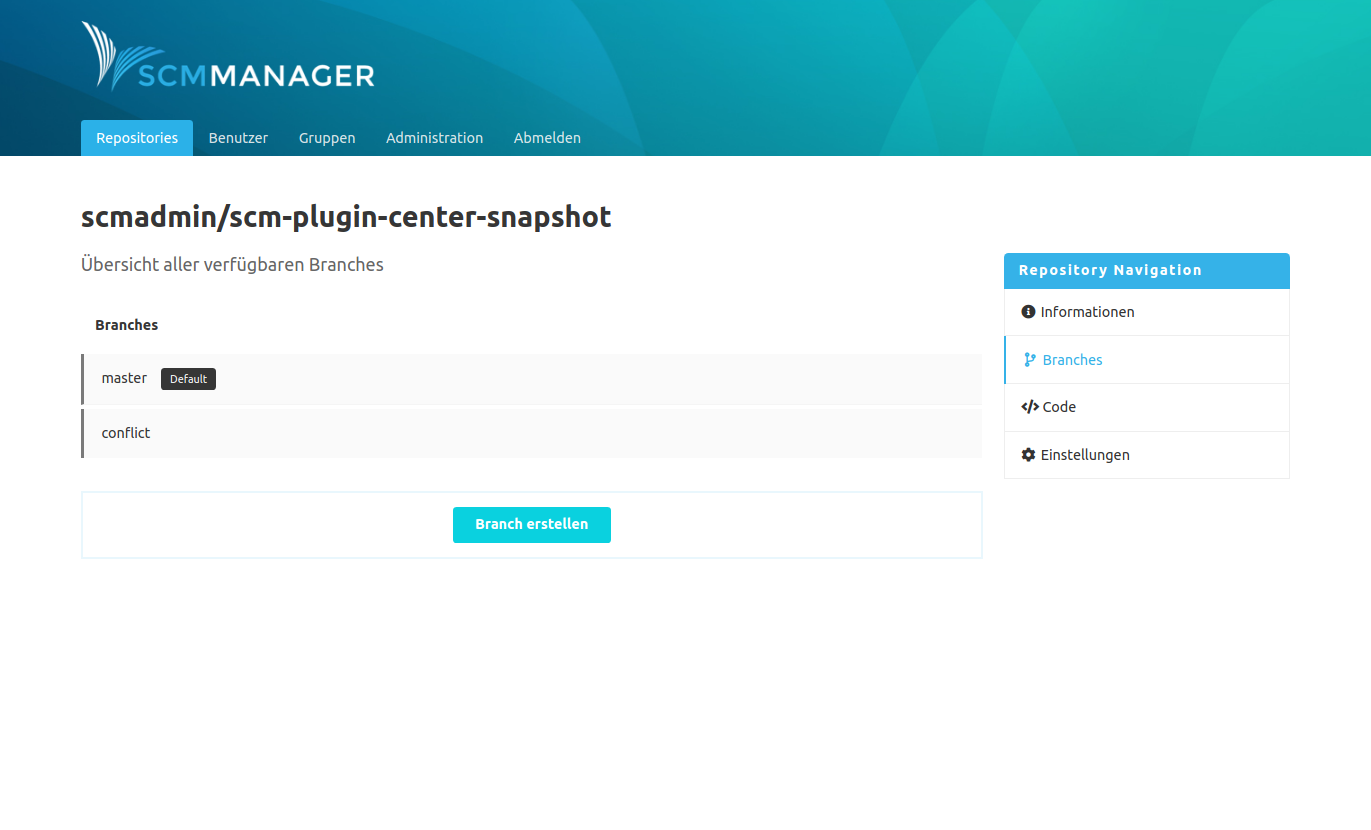 SCMMANAGER
Repositories Benutzer Gruppen Administration Abmelden
scmadmin/scm-plugin-center-snapshot
Übersicht aller verfügbaren Branches
Branches
master Default
conflict
Branch erstellen
Repository Navigation
Informationen
Branches
Code
Einstellungen